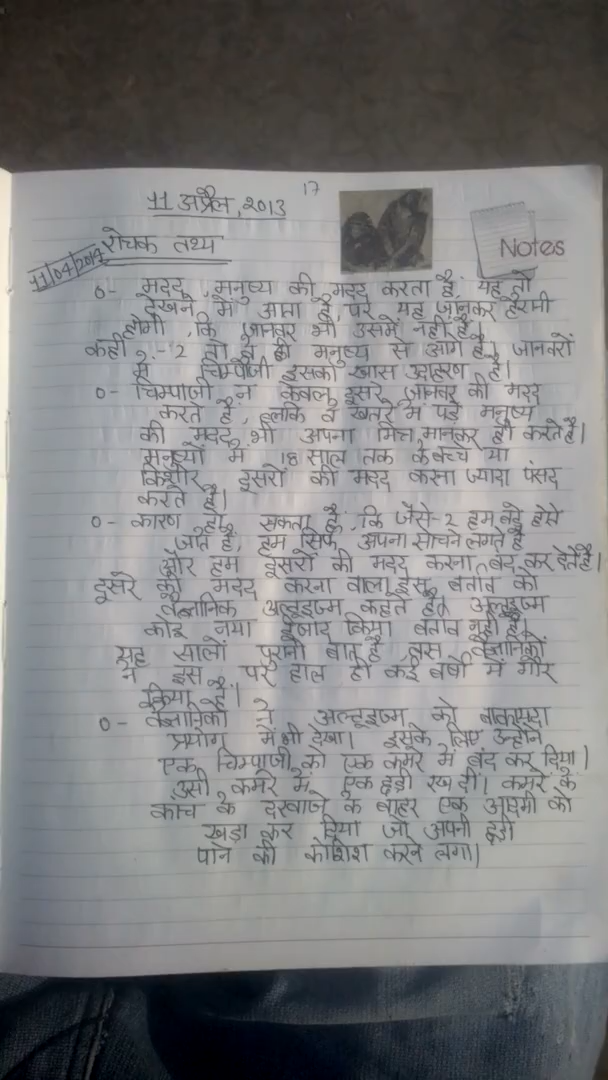 17
11 अप्रैल, 2013
Notes
रोचक तथ्य
11/04/2017
0- मदद, मनुष्य की मदद करता है, यह तो
देखने में आता है, पर यह जानकर हैरानी
होगी, कि जानवर भी उसमें नहीं है।
कही -2 तो ये भी मनुष्य से आगे है। जानवरों
में चिम्पाँजी इसका खास उदाहरण है।
0- चिम्पाजी न केवल दूसरे जानवर की मदद
करते है, बल्कि वे खतरे में पड़े मनुष्य
की मदद भी अपना मित्र मानकर ही करते है।
मनुष्यों में 18 साल तक के बच्चे या
किशोर दूसरों की मदद करना ज्यादा पंसद
करते है।
0- कारण हो सकता है, कि जैसे-2 हम बड़े होते
जाते है, हम सिर्फ अपना सोचने लगते है
और हम दूसरों की मदद करना बंद कर देते है।
दूसरे की मदद करना वाला इस बर्ताव को
वैज्ञानिक अल्टूइज्म कहते है। अल्टूइज्म
कोई नया ईजाद किया बर्ताव नहीं है।
यह सालों पुरानी बात है, बस वैज्ञानिकों
ने इस पर हाल ही कई वर्षो में गौर
किया है।
0- वैज्ञानिकों ने अल्टूइज्म को बाकायदा
प्रयोग में भी देखा। इसके लिए उन्होंने
एक चिम्पाजी को एक कमरे में बंद कर दिया।
उसी कमरे में एक छड़ी रख दी। कमरे के
कांच के दरवाजे के बाहर एक आदमी को
खड़ा कर दिया जो अपनी छड़ी
पाने की कोशिश करने लगा।